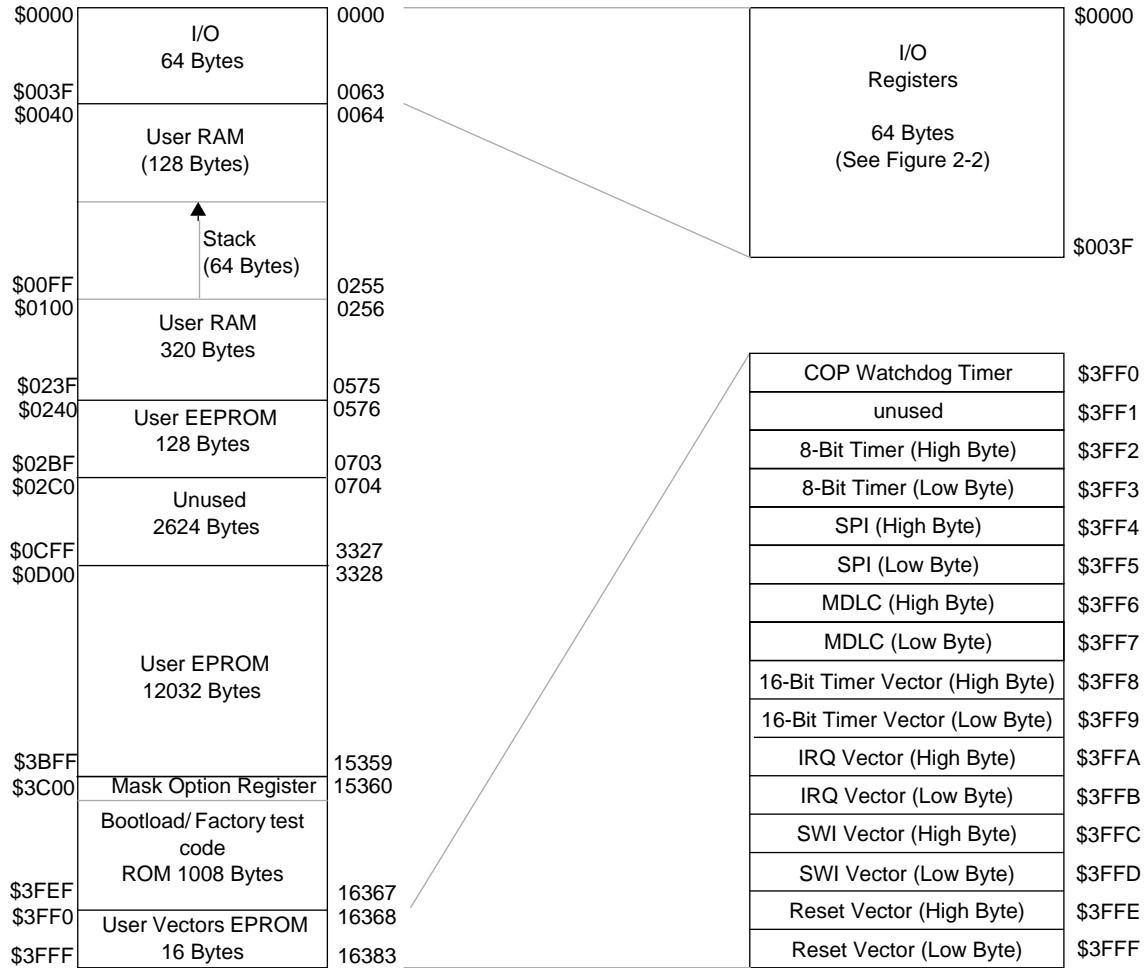 $0000
I/O
64 Bytes
0000
$003F
0063
$0040
0064
User RAM
(128 Bytes)
Stack
(64 Bytes)
$00FF
0255
$0100
0256
User RAM
320 Bytes
$023F
0575
$0240
0576
User EEPROM
128 Bytes
$02BF
0703
$02C0
0704
Unused
2624 Bytes
$0CFF
3327
$0D00
3328
User EPROM
12032 Bytes
$3BFF
15359
$3C00
Mask Option Register
15360
Bootload/ Factory test
code
ROM 1008 Bytes
$3FEF
16367
$3FF0
16368
User Vectors EPROM
16 Bytes
$3FFF
16383
$0000
I/O
Registers
64 Bytes
(See Figure 2-2)
$003F
COP Watchdog Timer $3FF0
unused $3FF1
8-Bit Timer (High Byte) $3FF2
8-Bit Timer (Low Byte) $3FF3
SPI (High Byte) $3FF4
SPI (Low Byte) $3FF5
MDLC (High Byte) $3FF6
MDLC (Low Byte) $3FF7
16-Bit Timer Vector (High Byte) $3FF8
16-Bit Timer Vector (Low Byte) $3FF9
IRQ Vector (High Byte) $3FFA
IRQ Vector (Low Byte) $3FFB
SWI Vector (High Byte) $3FFC
SWI Vector (Low Byte) $3FFD
Reset Vector (High Byte) $3FFE
Reset Vector (Low Byte) $3FFF